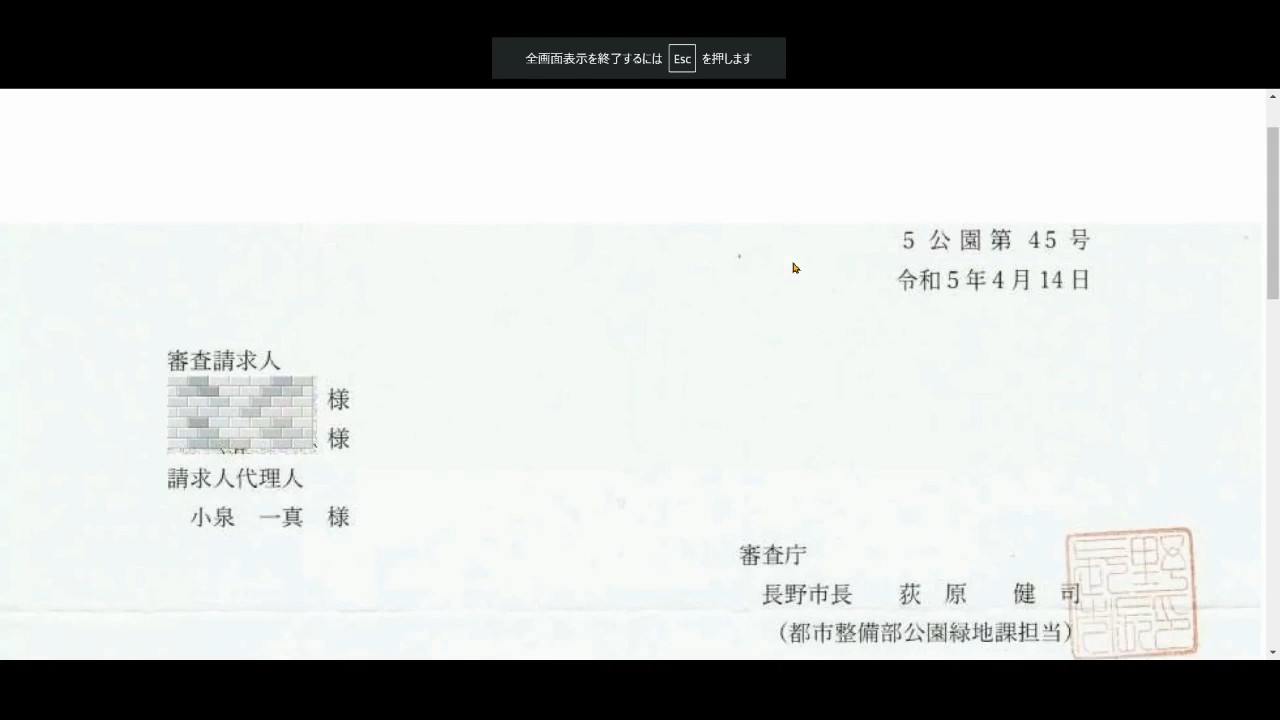 全画面表示を終了するには Esc を押します
5 公 園 第 45 号
令和5年4月14日
審査請求人
様
様
請求人代理人
小泉 一真 様
審査庁
長野市長 荻 原 健 司
（都市整備部公園緑地課担当）